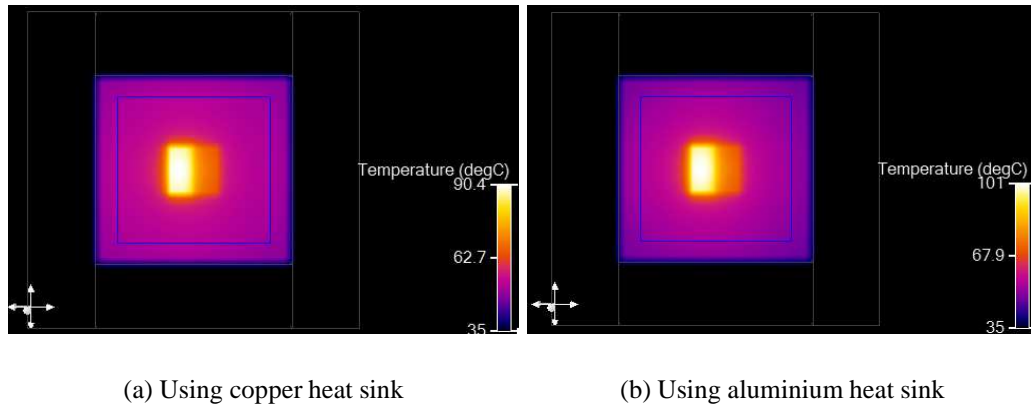 Temperature (degC)
90.4
62.7
35
Temperature (degC)
101
67.9
35
(a) Using copper heat sink
(b) Using aluminium heat sink